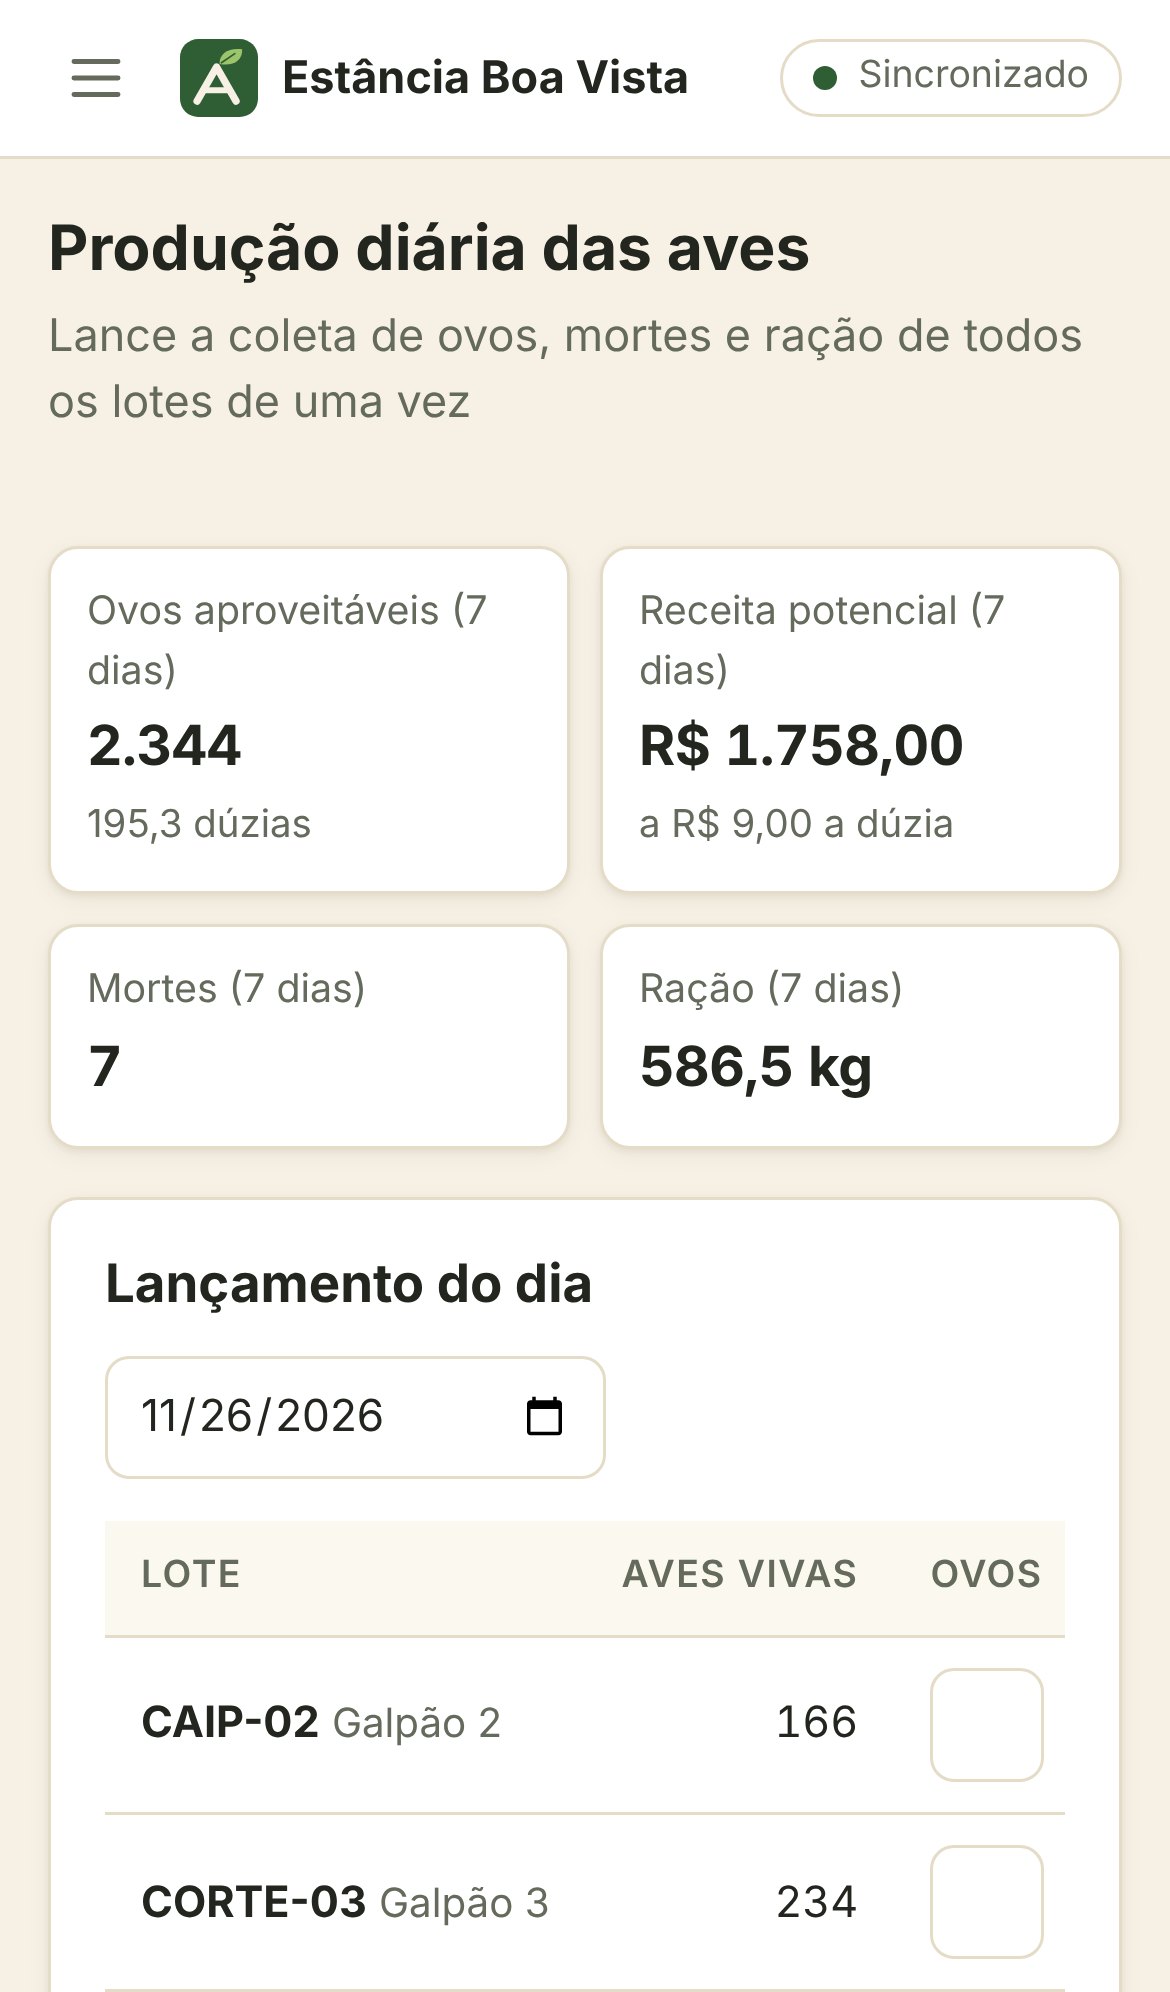 Estância Boa Vista
Sincronizado
Produção diária das aves
Lance a coleta de ovos, mortes e ração de todos
os lotes de uma vez
Ovos aproveitáveis (7
dias)
2.344
195,3 dúzias
Receita potencial (7
dias)
R$ 1.758,00
a R$ 9,00 a dúzia
Mortes (7 dias)
7
Ração (7 dias)
586,5 kg
Lançamento do dia
11/26/2026
LOTE AVES VIVAS OVOS
CAIP-02 Galpão 2 166
CORTE-03 Galpão 3 234